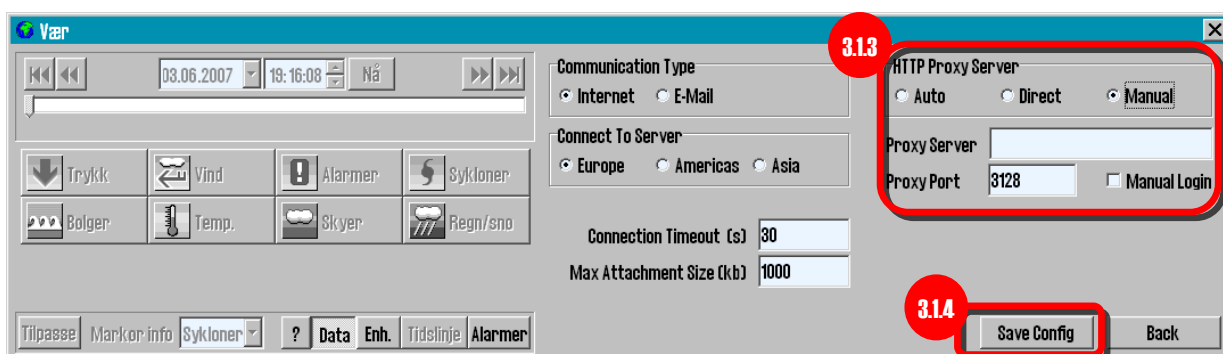 Vær
3.1.3
03.06.2007 19:16:08 Nå
Trykk Vind Alarmer Sykloner
Bolger Temp. Skyer Regn/sno
Tilpasse Markor info Sykloner ? Data Enh. Tidslinje Alarmer
Communication Type
Internet E-Mail
Connect To Server
Europe Americas Asia
Connection Timeout (s) 30
Max Attachment Size (kb) 1000
HTTP Proxy Server
Auto Direct Manual
Proxy Server
Proxy Port 3128 Manual Login
3.1.4
Save Config Back